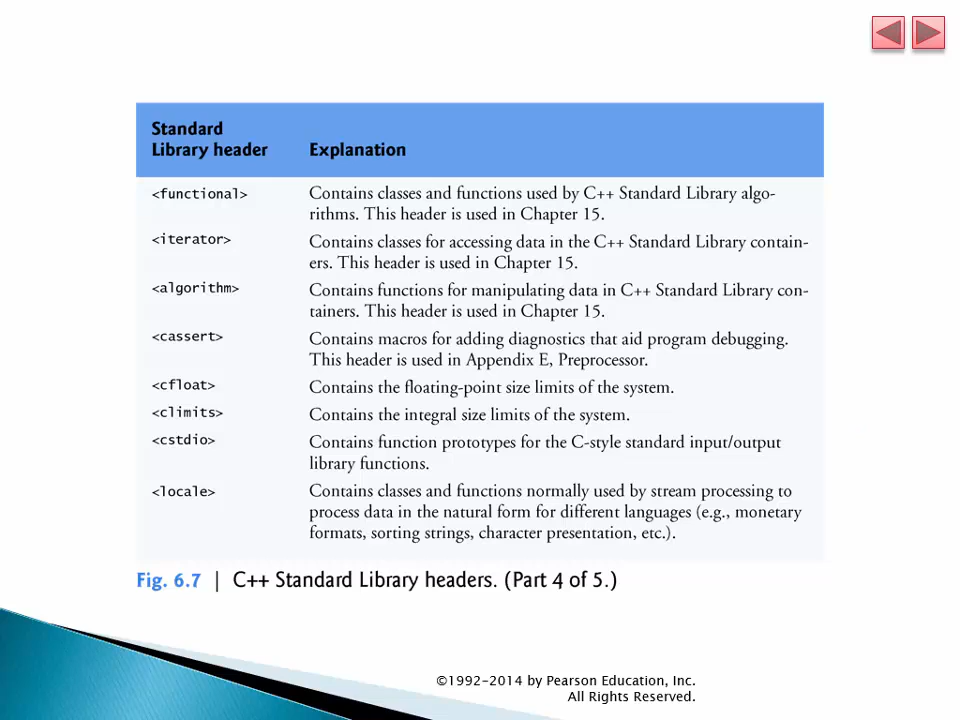 Standard
Library header Explanation
<functional> Contains classes and functions used by C++ Standard Library algo-
rithms. This header is used in Chapter 15.
<iterator> Contains classes for accessing data in the C++ Standard Library contain-
ers. This header is used in Chapter 15.
<algorithm> Contains functions for manipulating data in C++ Standard Library con-
tainers. This header is used in Chapter 15.
<cassert> Contains macros for adding diagnostics that aid program debugging.
This header is used in Appendix E, Preprocessor.
<cfloat> Contains the floating-point size limits of the system.
<climits> Contains the integral size limits of the system.
<cstdio> Contains function prototypes for the C-style standard input/output
library functions.
<locale> Contains classes and functions normally used by stream processing to
process data in the natural form for different languages (e.g., monetary
formats, sorting strings, character presentation, etc.).
Fig. 6.7 | C++ Standard Library headers. (Part 4 of 5.)
©1992-2014 by Pearson Education, Inc.
All Rights Reserved.